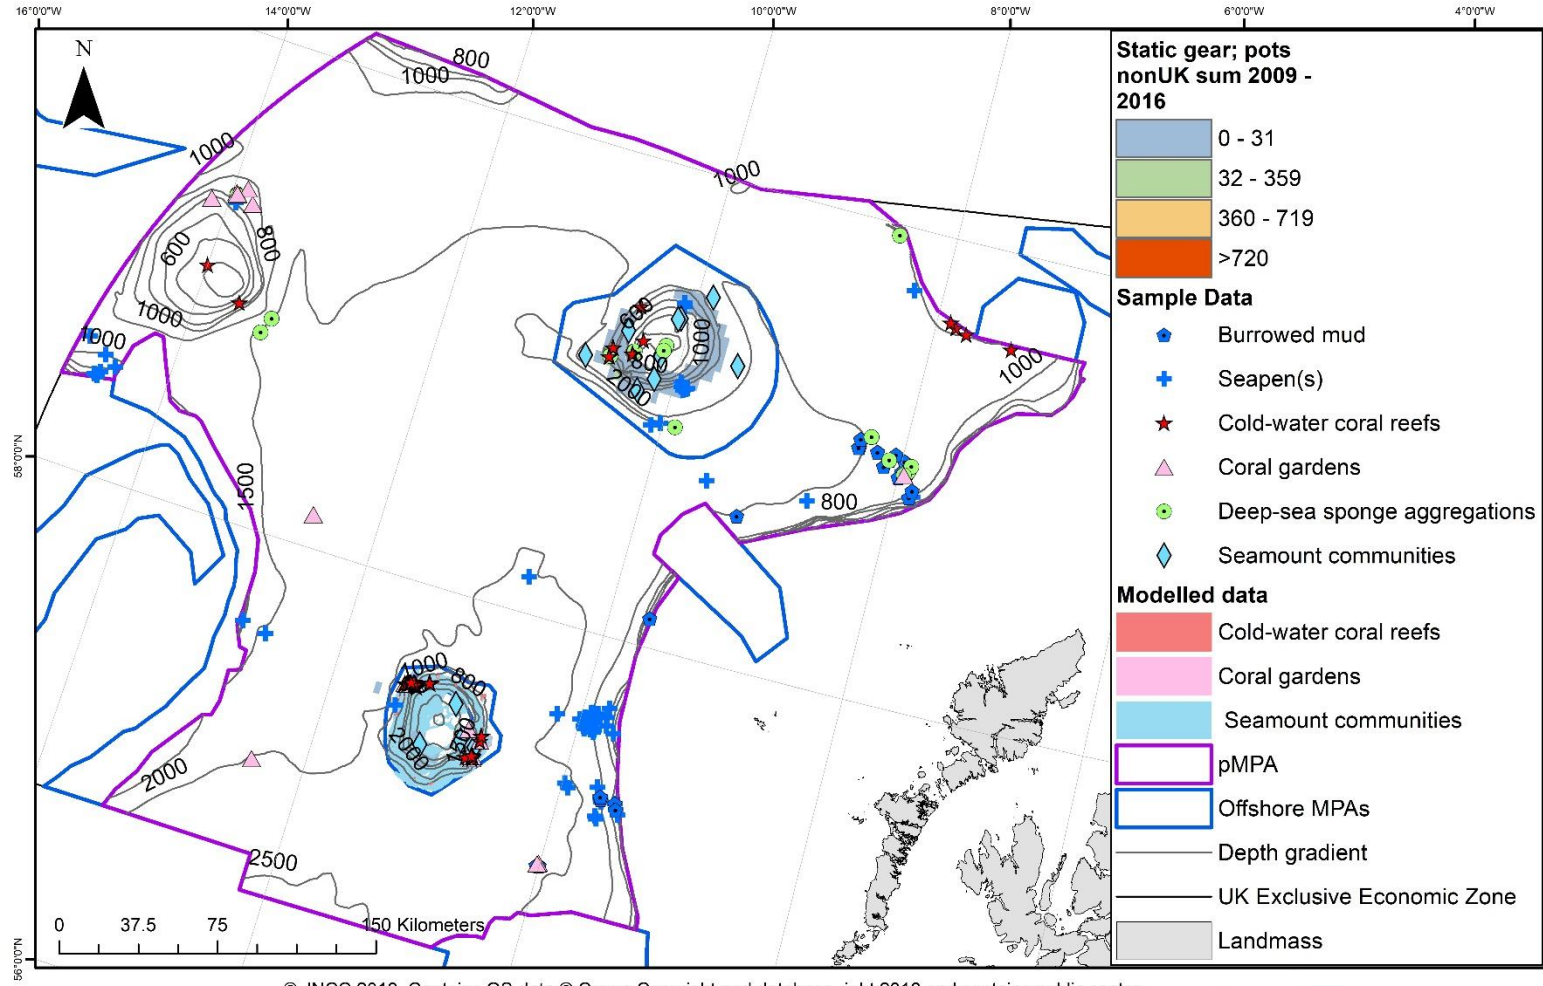 16°0'0"W 14°0'0"W 12°0'0"W 10°0'0"W 8°0'0"W 6°0'0"W 4°0'0"W
N
800
1000
1000
1000
600
800
1000
1000
600
1000
800
2000
1000
58°0'0"N
1500
800
1000
800
2000
1500
2000
2500
0 37.5 75 150 Kilometers
56°0'0"N
Static gear; pots
nonUK sum 2009 -
2016
0 - 31
32 - 359
360 - 719
>720
Sample Data
Burrowed mud
Seapen(s)
Cold-water coral reefs
Coral gardens
Deep-sea sponge aggregations
Seamount communities
Modelled data
Cold-water coral reefs
Coral gardens
Seamount communities
pMPA
Offshore MPAs
Depth gradient
UK Exclusive Economic Zone
Landmass